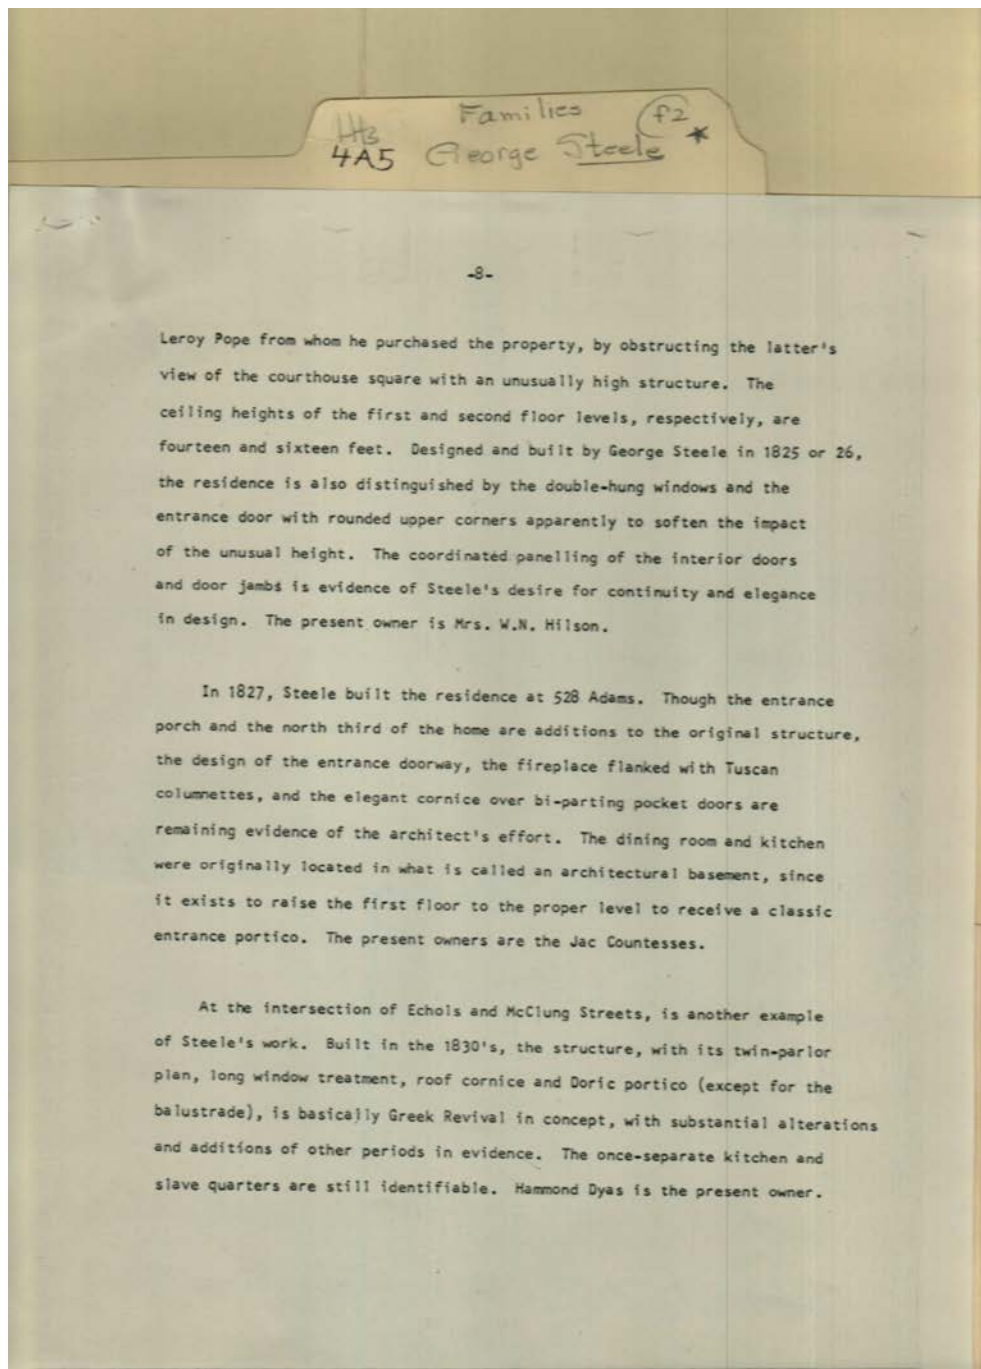 Families f2
HHB
4A5 George Steele *
-8-
Leroy Pope from whom he purchased the property, by obstructing the latter's
view of the courthouse square with an unusually high structure. The
ceiling heights of the first and second floor levels, respectively, are
fourteen and sixteen feet. Designed and built by George Steele in 1825 or 26,
the residence is also distinguished by the double-hung windows and the
entrance door with rounded upper corners apparently to soften the impact
of the unusual height. The coordinated panelling of the interior doors
and door jambs is evidence of Steele's desire for continuity and elegance
in design. The present owner is Mrs. W.N. Hilson.
In 1827, Steele built the residence at 528 Adams. Though the entrance
porch and the north third of the home are additions to the original structure,
the design of the entrance doorway, the fireplace flanked with Tuscan
columnettes, and the elegant cornice over bi-parting pocket doors are
remaining evidence of the architect's effort. The dining room and kitchen
were originally located in what is called an architectural basement, since
it exists to raise the first floor to the proper level to receive a classic
entrance portico. The present owners are the Jac Countesses.
At the intersection of Echols and McClung Streets, is another example
of Steele's work. Built in the 1830's, the structure, with its twin-parlor
plan, long window treatment, roof cornice and Doric portico (except for the
balustrade), is basically Greek Revival in concept, with substantial alterations
and additions of other periods in evidence. The once-separate kitchen and
slave quarters are still identifiable. Hammond Dyas is the present owner.